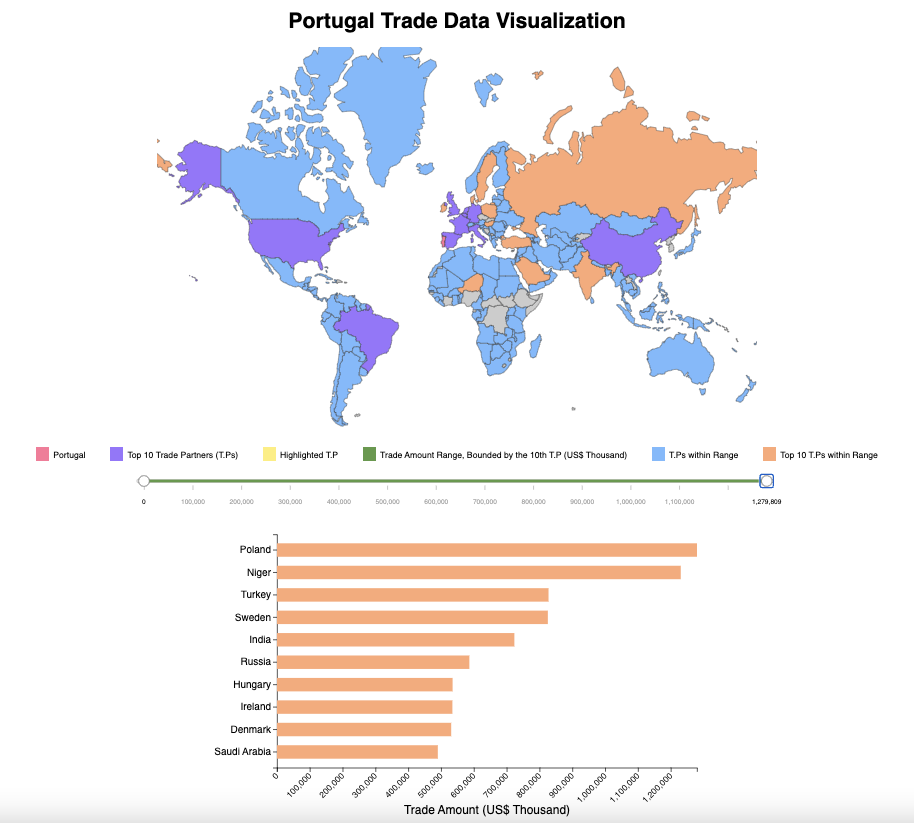 Portugal Trade Data Visualization
Portugal Top 10 Trade Partners (T.Ps) Highlighted T.P Trade Amount Range, Bounded by the 10th T.P (US$ Thousand) T.Ps within Range Top 10 T.Ps within Range
0 100,000 200,000 300,000 400,000 500,000 600,000 700,000 800,000 900,000 1,000,000 1,100,000 1,279,809
Poland
Niger
Turkey
Sweden
India
Russia
Hungary
Ireland
Denmark
Saudi Arabia
0 100,000 200,000 300,000 400,000 500,000 600,000 700,000 800,000 900,000 1,000,000 1,100,000 1,200,000
Trade Amount (US$ Thousand)